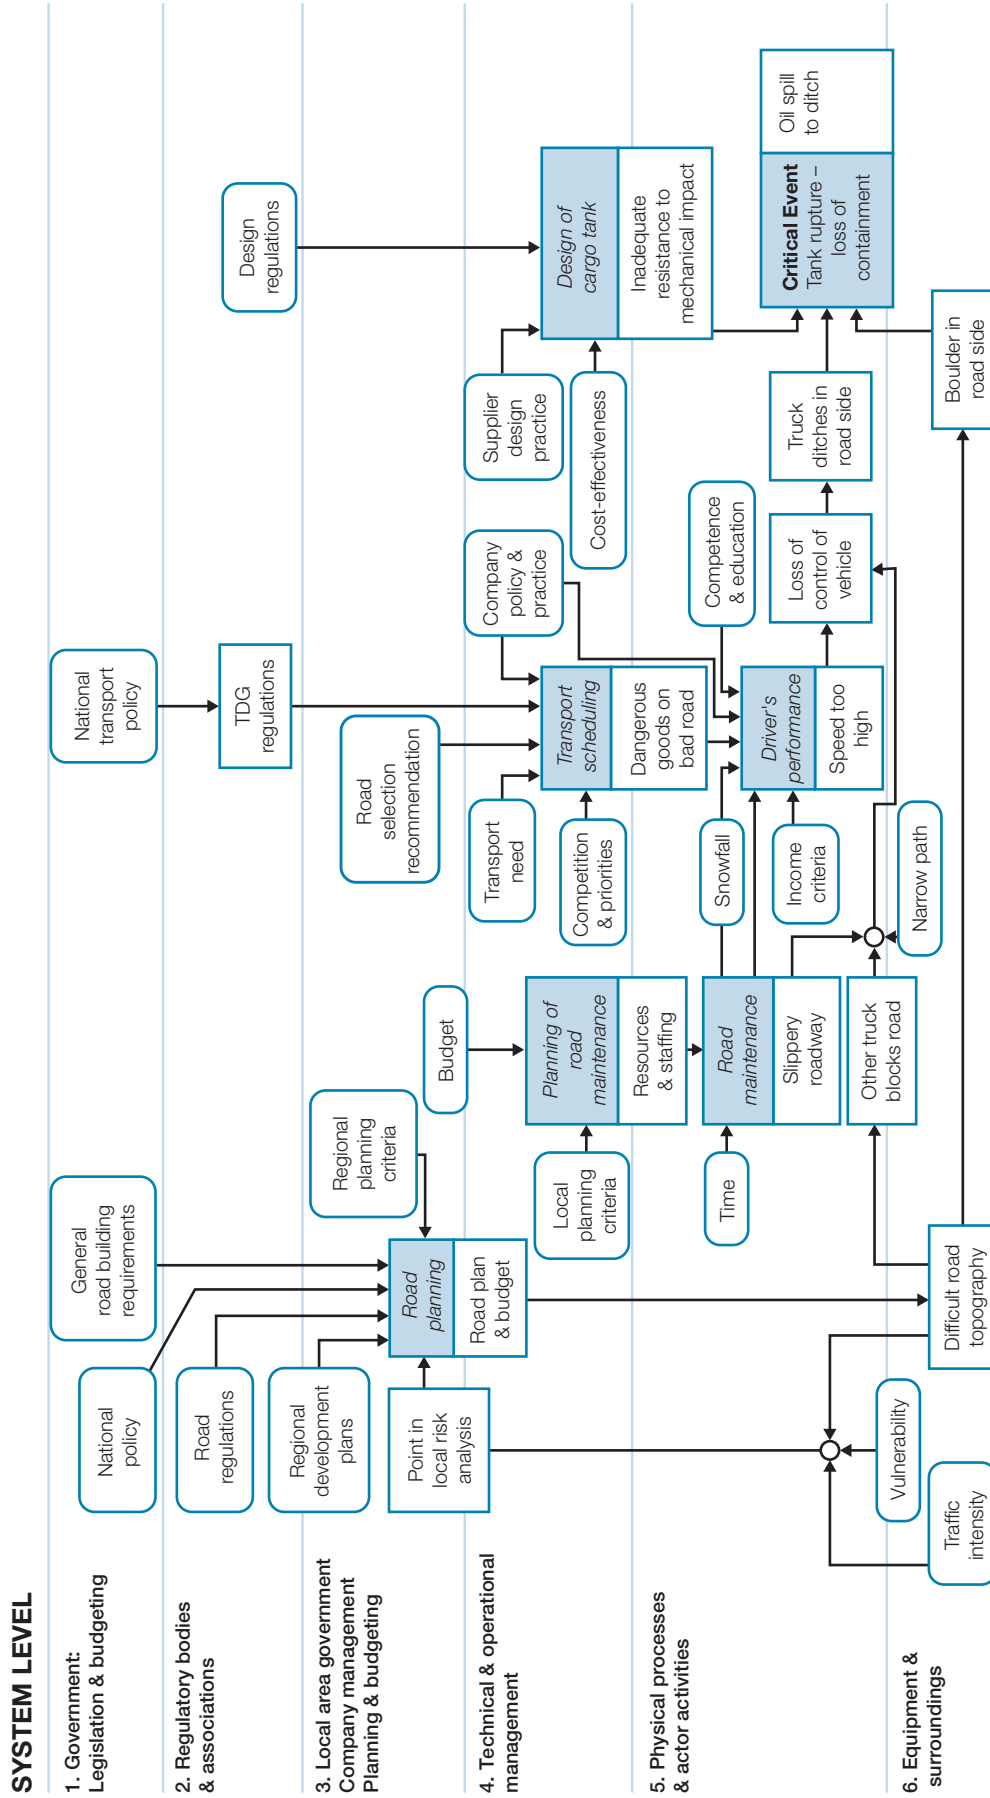 SYSTEM LEVEL
1. Government:
Legislation & budgeting
National
policy
General
road building
requirements
National
transport
policy
2. Regulatory bodies
& associations
Road
regulations
TDG
regulations
Design
regulations
3. Local area government
Company management
Planning & budgeting
Regional
development
plans
Regional
planning
criteria
Road
selection
recommendation
Point in
local risk
analysis
Road
planning
Road plan
& budget
Budget
4. Technical & operational
management
Transport
need
Company
policy &
practice
Supplier
design
practice
Local
planning
criteria
Planning of
road
maintenance
Resources
& staffing
Competition
& priorities
Transport
scheduling
Dangerous
goods on
bad road
Cost-effectiveness
Design of
cargo tank
Inadequate
resistance to
mechanical impact
5. Physical processes
& actor activities
Time
Road
maintenance
Slippery
roadway
Snowfall
Income
criteria
Driver's
performance
Speed too
high
Competence
& education
Loss of
control of
vehicle
Truck
ditches in
road side
Critical Event
Tank rupture –
loss of
containment
Oil spill
to ditch
Other truck
blocks road
Narrow path
6. Equipment &
surroundings
Vulnerability
Traffic
intensity
Difficult road
topography
Boulder in
road side